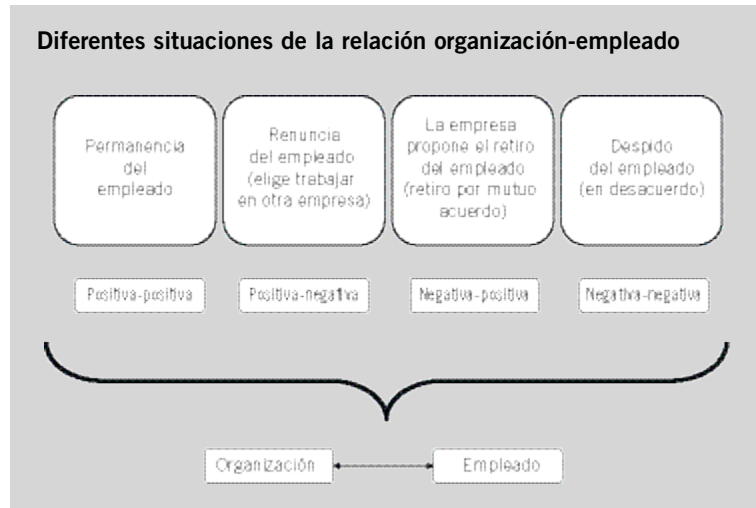 Diferentes situaciones de la relación organización-empleado
Permanencia
del
empleado
Renuncia
del empleado
(elige trabajar
en otra empresa)
La empresa
propone el retiro
del empleado
(retiro por mutuo
acuerdo)
Despido
del empleado
(en desacuerdo)
Positiva-positiva
Positiva-negativa
Negativa-positiva
Negativa-negativa
Organización
Empleado